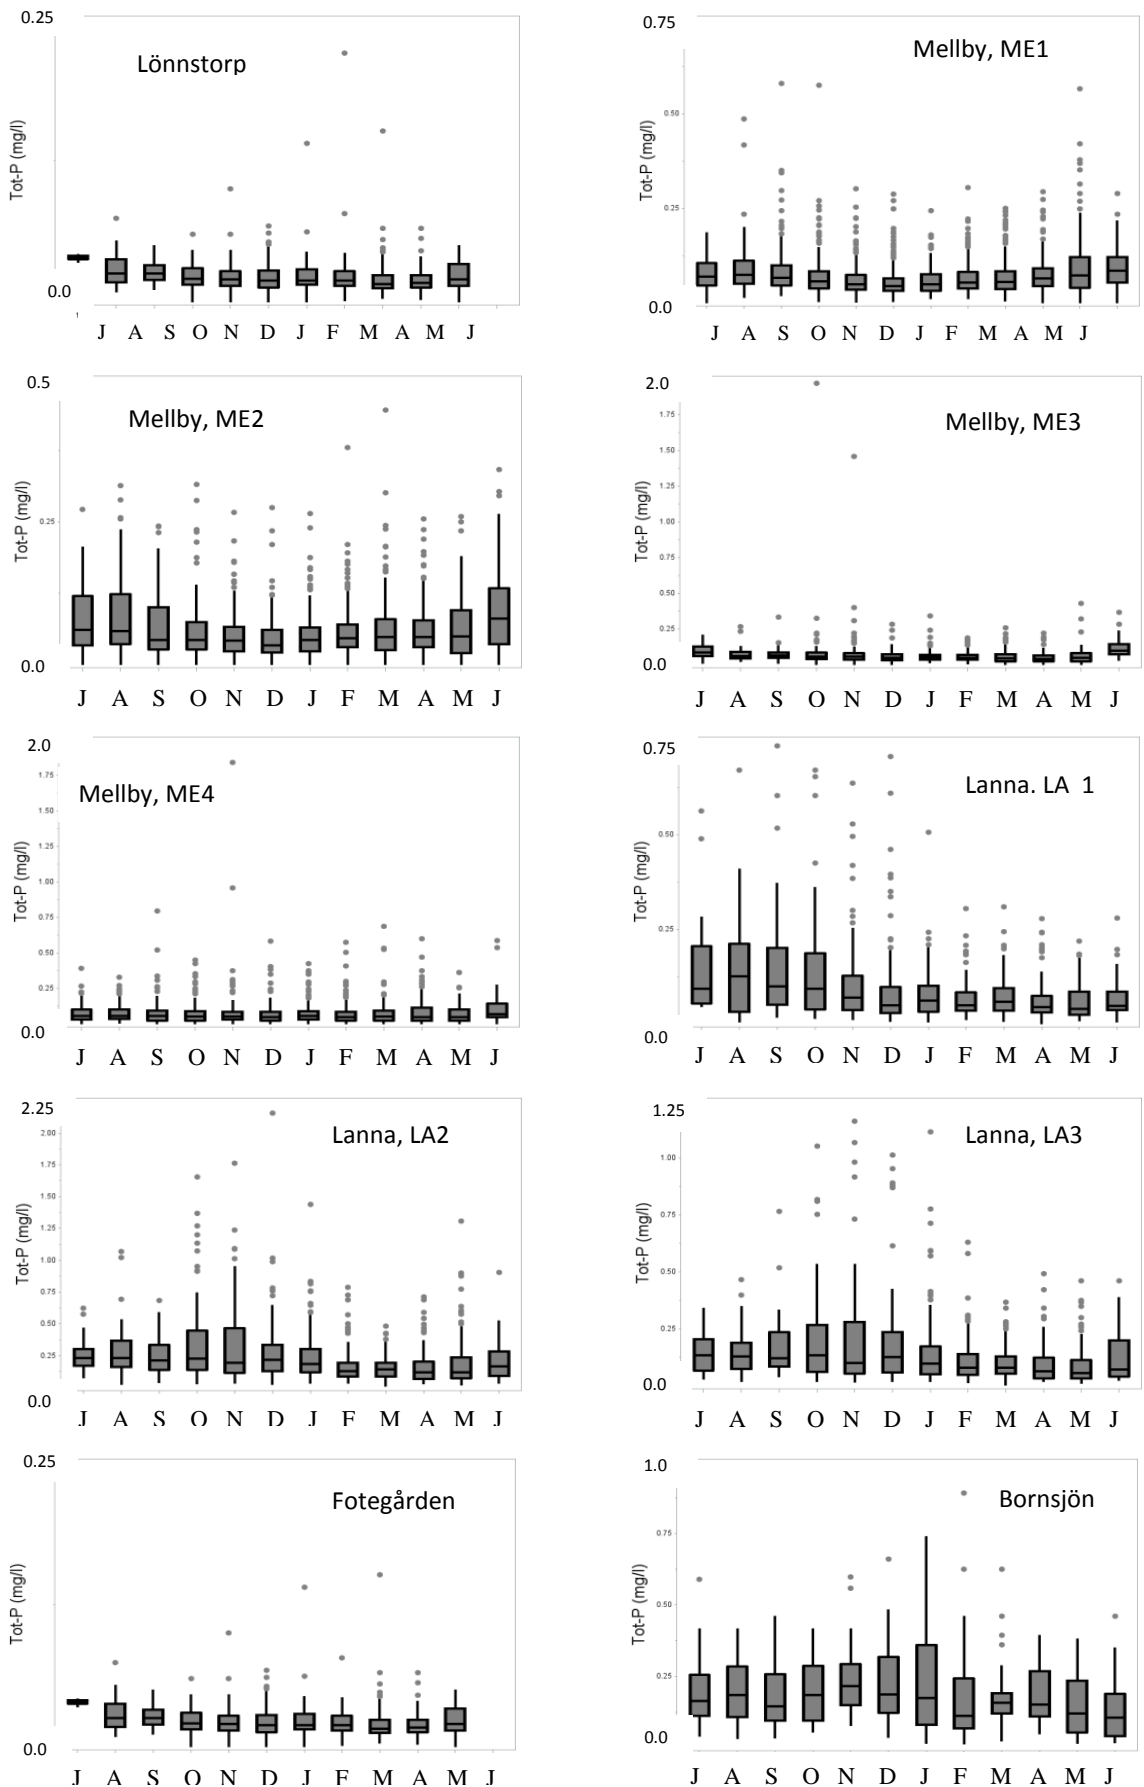 0.25
Lönnstorp
Tot-P (mg/l)
0.0
J A S O N D J F M A M J
0.75
Mellby, ME1
Tot-P (mg/l)
0.50
0.25
0.0
J A S O N D J F M A M J
0.5
Mellby, ME2
Tot-P (mg/l)
0.25
0.0
J A S O N D J F M A M J
2.0
Mellby, ME3
Tot-P (mg/l)
1.75
1.50
1.25
1.00
0.75
0.50
0.25
0.0
J A S O N D J F M A M J
2.0
Mellby, ME4
Tot-P (mg/l)
1.75
1.50
1.25
1.00
0.75
0.50
0.25
0.0
J A S O N D J F M A M J
0.75
Lanna. LA 1
Tot-P (mg/l)
0.50
0.25
0.0
J A S O N D J F M A M J
2.25
Lanna, LA2
Tot-P (mg/l)
2.00
1.75
1.50
1.25
1.00
0.75
0.50
0.25
0.0
J A S O N D J F M A M J
1.25
Lanna, LA3
Tot-P (mg/l)
1.00
0.75
0.50
0.25
0.0
J A S O N D J F M A M J
0.25
Fotegården
Tot-P (mg/l)
0.0
J A S O N D J F M A M J
1.0
Bornsjön
Tot-P (mg/l)
0.75
0.50
0.25
0.0
J A S O N D J F M A M J